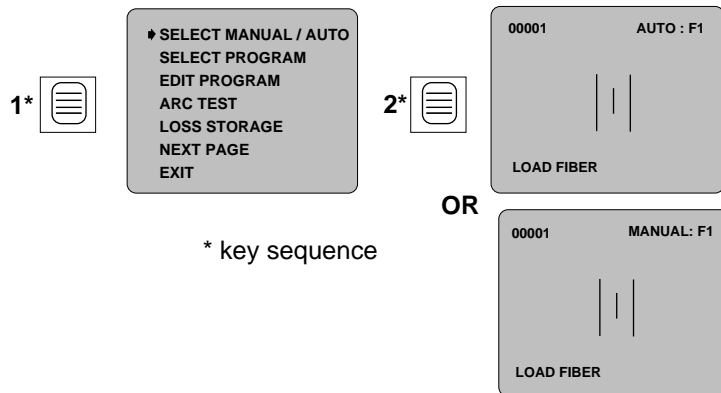 1*
SELECT MANUAL / AUTO
SELECT PROGRAM
EDIT PROGRAM
ARC TEST
LOSS STORAGE
NEXT PAGE
EXIT
2*
00001 AUTO : F1
LOAD FIBER
OR
00001 MANUAL: F1
LOAD FIBER
* key sequence